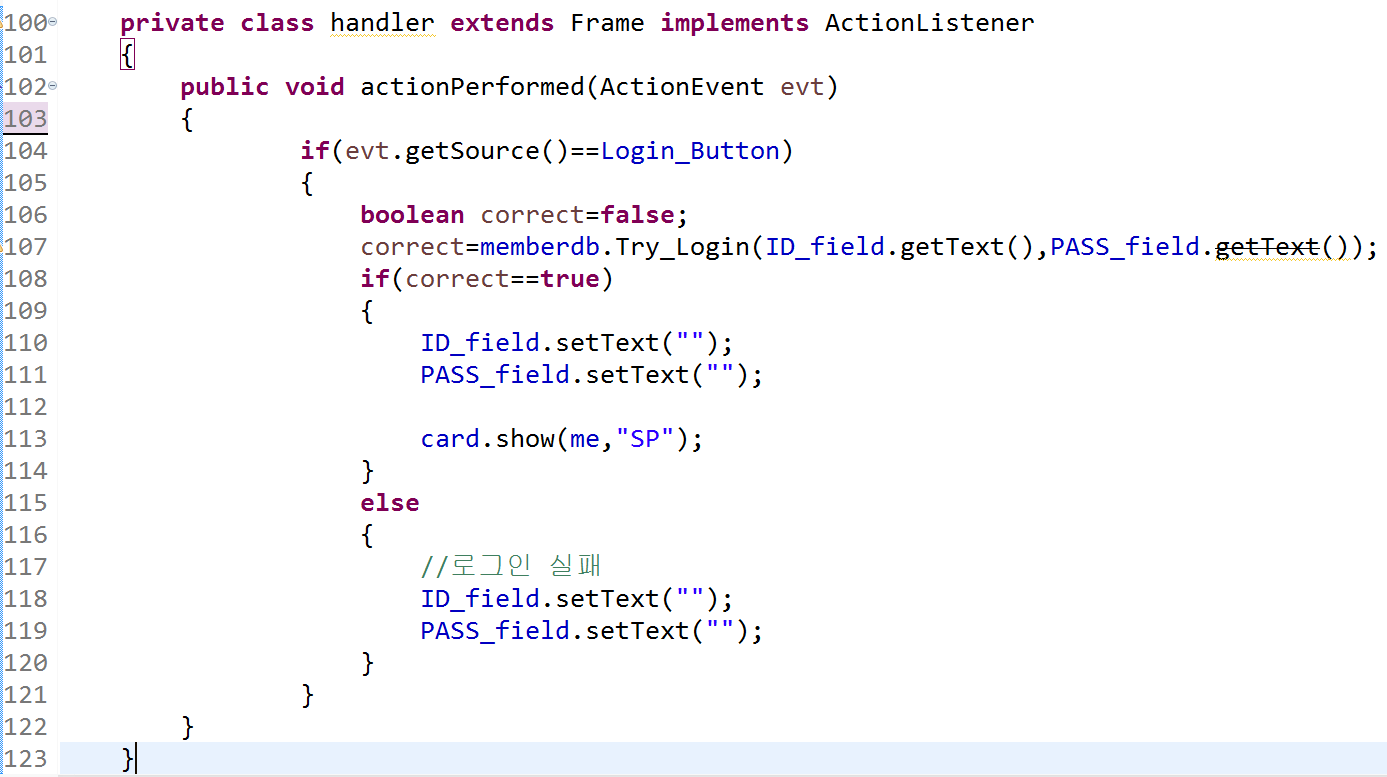 100 private class handler extends Frame implements ActionListener
101 {
102 public void actionPerformed(ActionEvent evt)
103 {
104 if(evt.getSource()==Login_Button)
105 {
106 boolean correct=false;
107 correct=memberdb.Try_Login(ID_field.getText(),PASS_field.getText());
108 if(correct==true)
109 {
110 ID_field.setText("");
111 PASS_field.setText("");
112
113 card.show(me,"SP");
114 }
115 else
116 {
117 //로그인 실패
118 ID_field.setText("");
119 PASS_field.setText("");
120 }
121 }
122 }
123 }